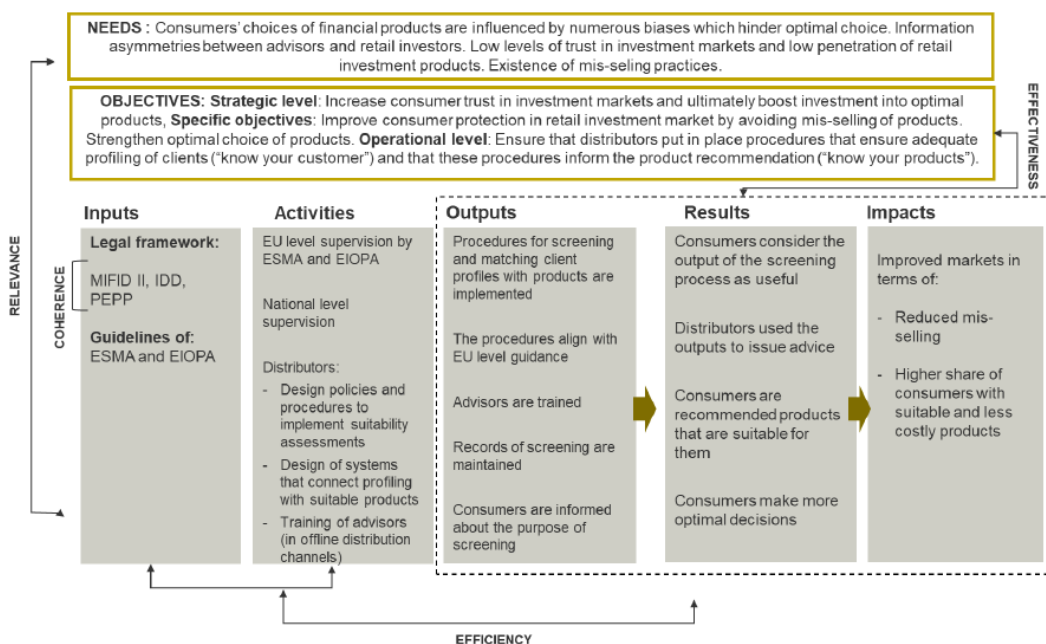 NEEDS : Consumers' choices of financial products are influenced by numerous biases which hinder optimal choice. Information
asymmetries between advisors and retail investors. Low levels of trust in investment markets and low penetration of retail
investment products. Existence of mis-seling practices.
OBJECTIVES: Strategic level: Increase consumer trust in investment markets and ultimately boost investment into optimal
products, Specific objectives: Improve consumer protection in retail investment market by avoiding mis-selling of products.
Strengthen optimal choice of products. Operational level: Ensure that distributors put in place procedures that ensure adequate
profiling of clients ("know your customer") and that these procedures inform the product recommendation ("know your products").
EFFECTIVENESS
RELEVANCE
COHERENCE
Inputs
Legal framework:
MIFID II, IDD,
PEPP
Guidelines of:
ESMA and EIOPA
Activities
EU level supervision by
ESMA and EIOPA
National level
supervision
Distributors:
- Design policies and
procedures to
implement suitability
assessments
- Design of systems
that connect profiling
with suitable products
- Training of advisors
(in offline distribution
channels)
Outputs
Procedures for screening
and matching client
profiles with products are
implemented
The procedures align with
EU level guidance
Advisors are trained
Records of screening are
maintained
Consumers are informed
about the purpose of
screening
Results
Consumers consider the
output of the screening
process as useful
Distributors used the
outputs to issue advice
Consumers are
recommended products
that are suitable for
them
Consumers make more
optimal decisions
Impacts
Improved markets in
terms of:
- Reduced mis-
selling
- Higher share of
consumers with
suitable and less
costly products
EFFICIENCY